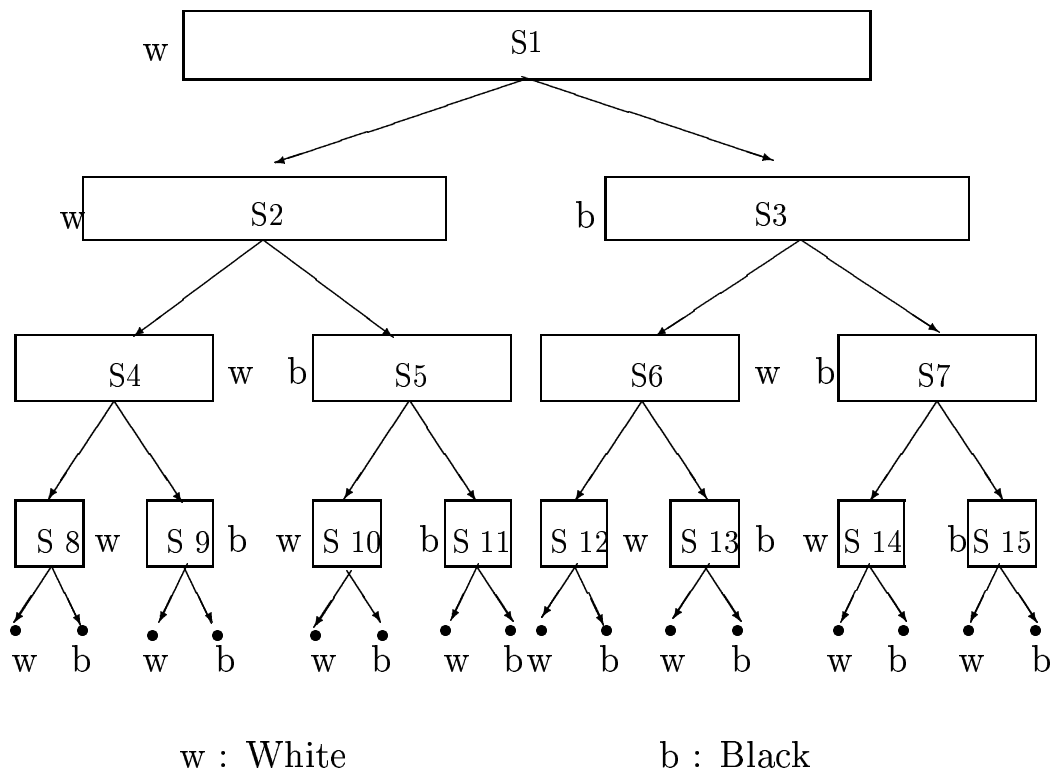 w S1
w S2 b S3
S4 w b S5 S6 w b S7
S 8 w S 9 b w S 10 b S 11 S 12 w S 13 b w S 14 b S 15
w b w b w b w b w b w b w b w b
w : White b : Black